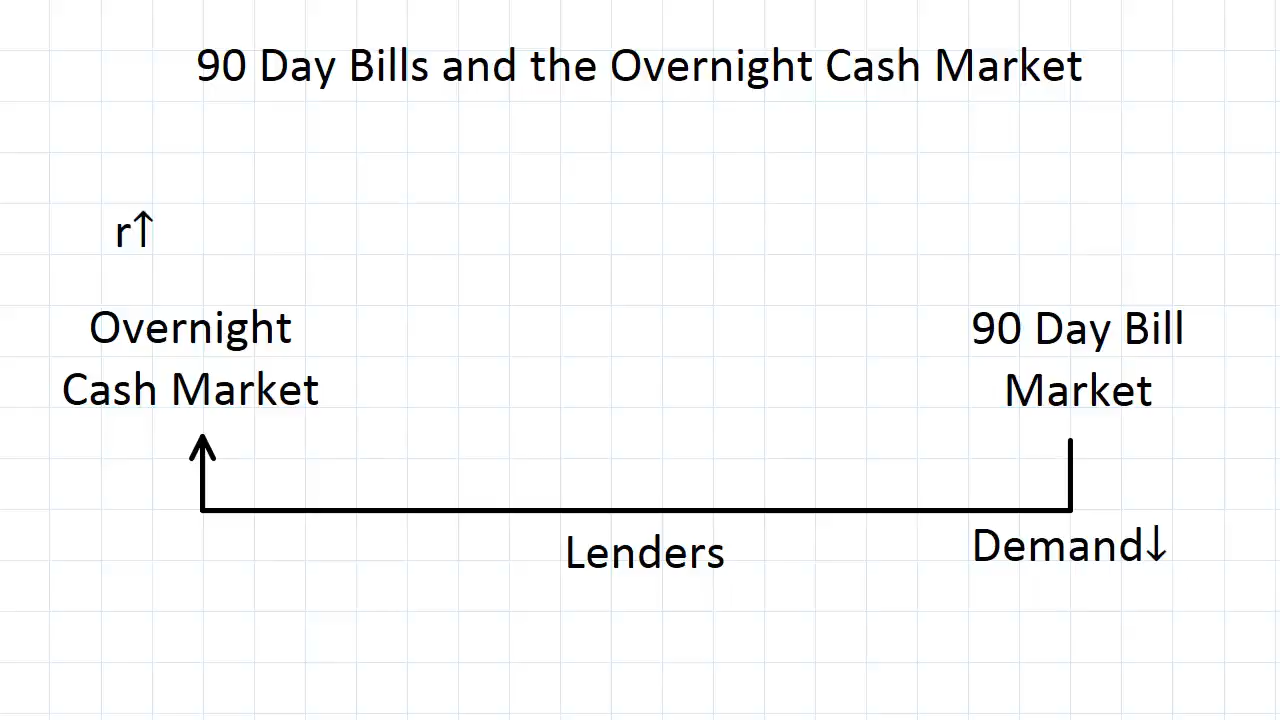 90 Day Bills and the Overnight Cash Market
r↑
Overnight
Cash Market
90 Day Bill
Market
Lenders
Demand↓